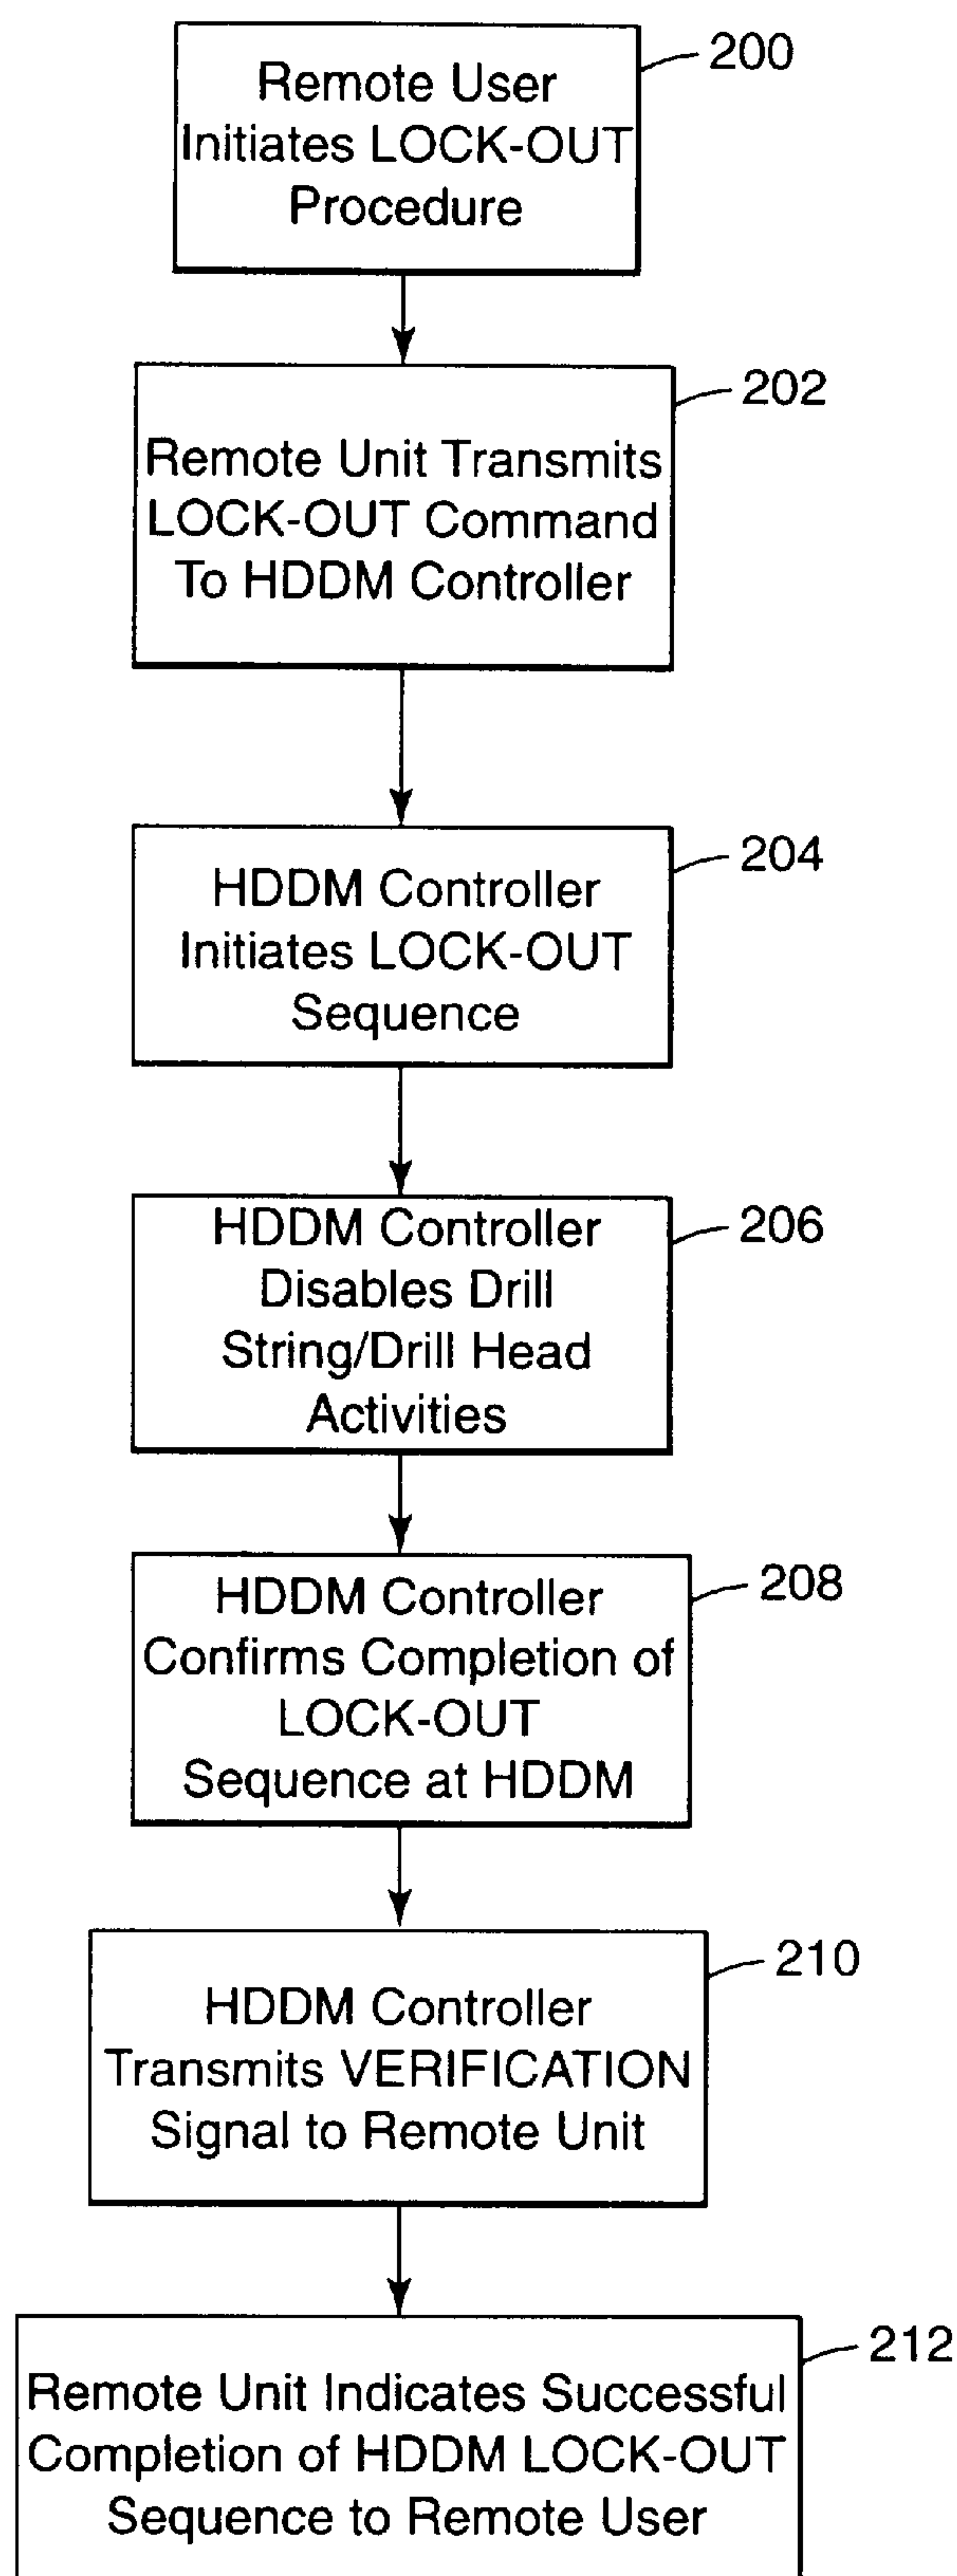 200
Remote User
Initiates LOCK-OUT
Procedure
202
Remote Unit Transmits
LOCK-OUT Command
To HDDM Controller
204
HDDM Controller
Initiates LOCK-OUT
Sequence
206
HDDM Controller
Disables Drill
String/Drill Head
Activities
208
HDDM Controller
Confirms Completion of
LOCK-OUT
Sequence at HDDM
210
HDDM Controller
Transmits VERIFICATION
Signal to Remote Unit
212
Remote Unit Indicates Successful
Completion of HDDM LOCK-OUT
Sequence to Remote User